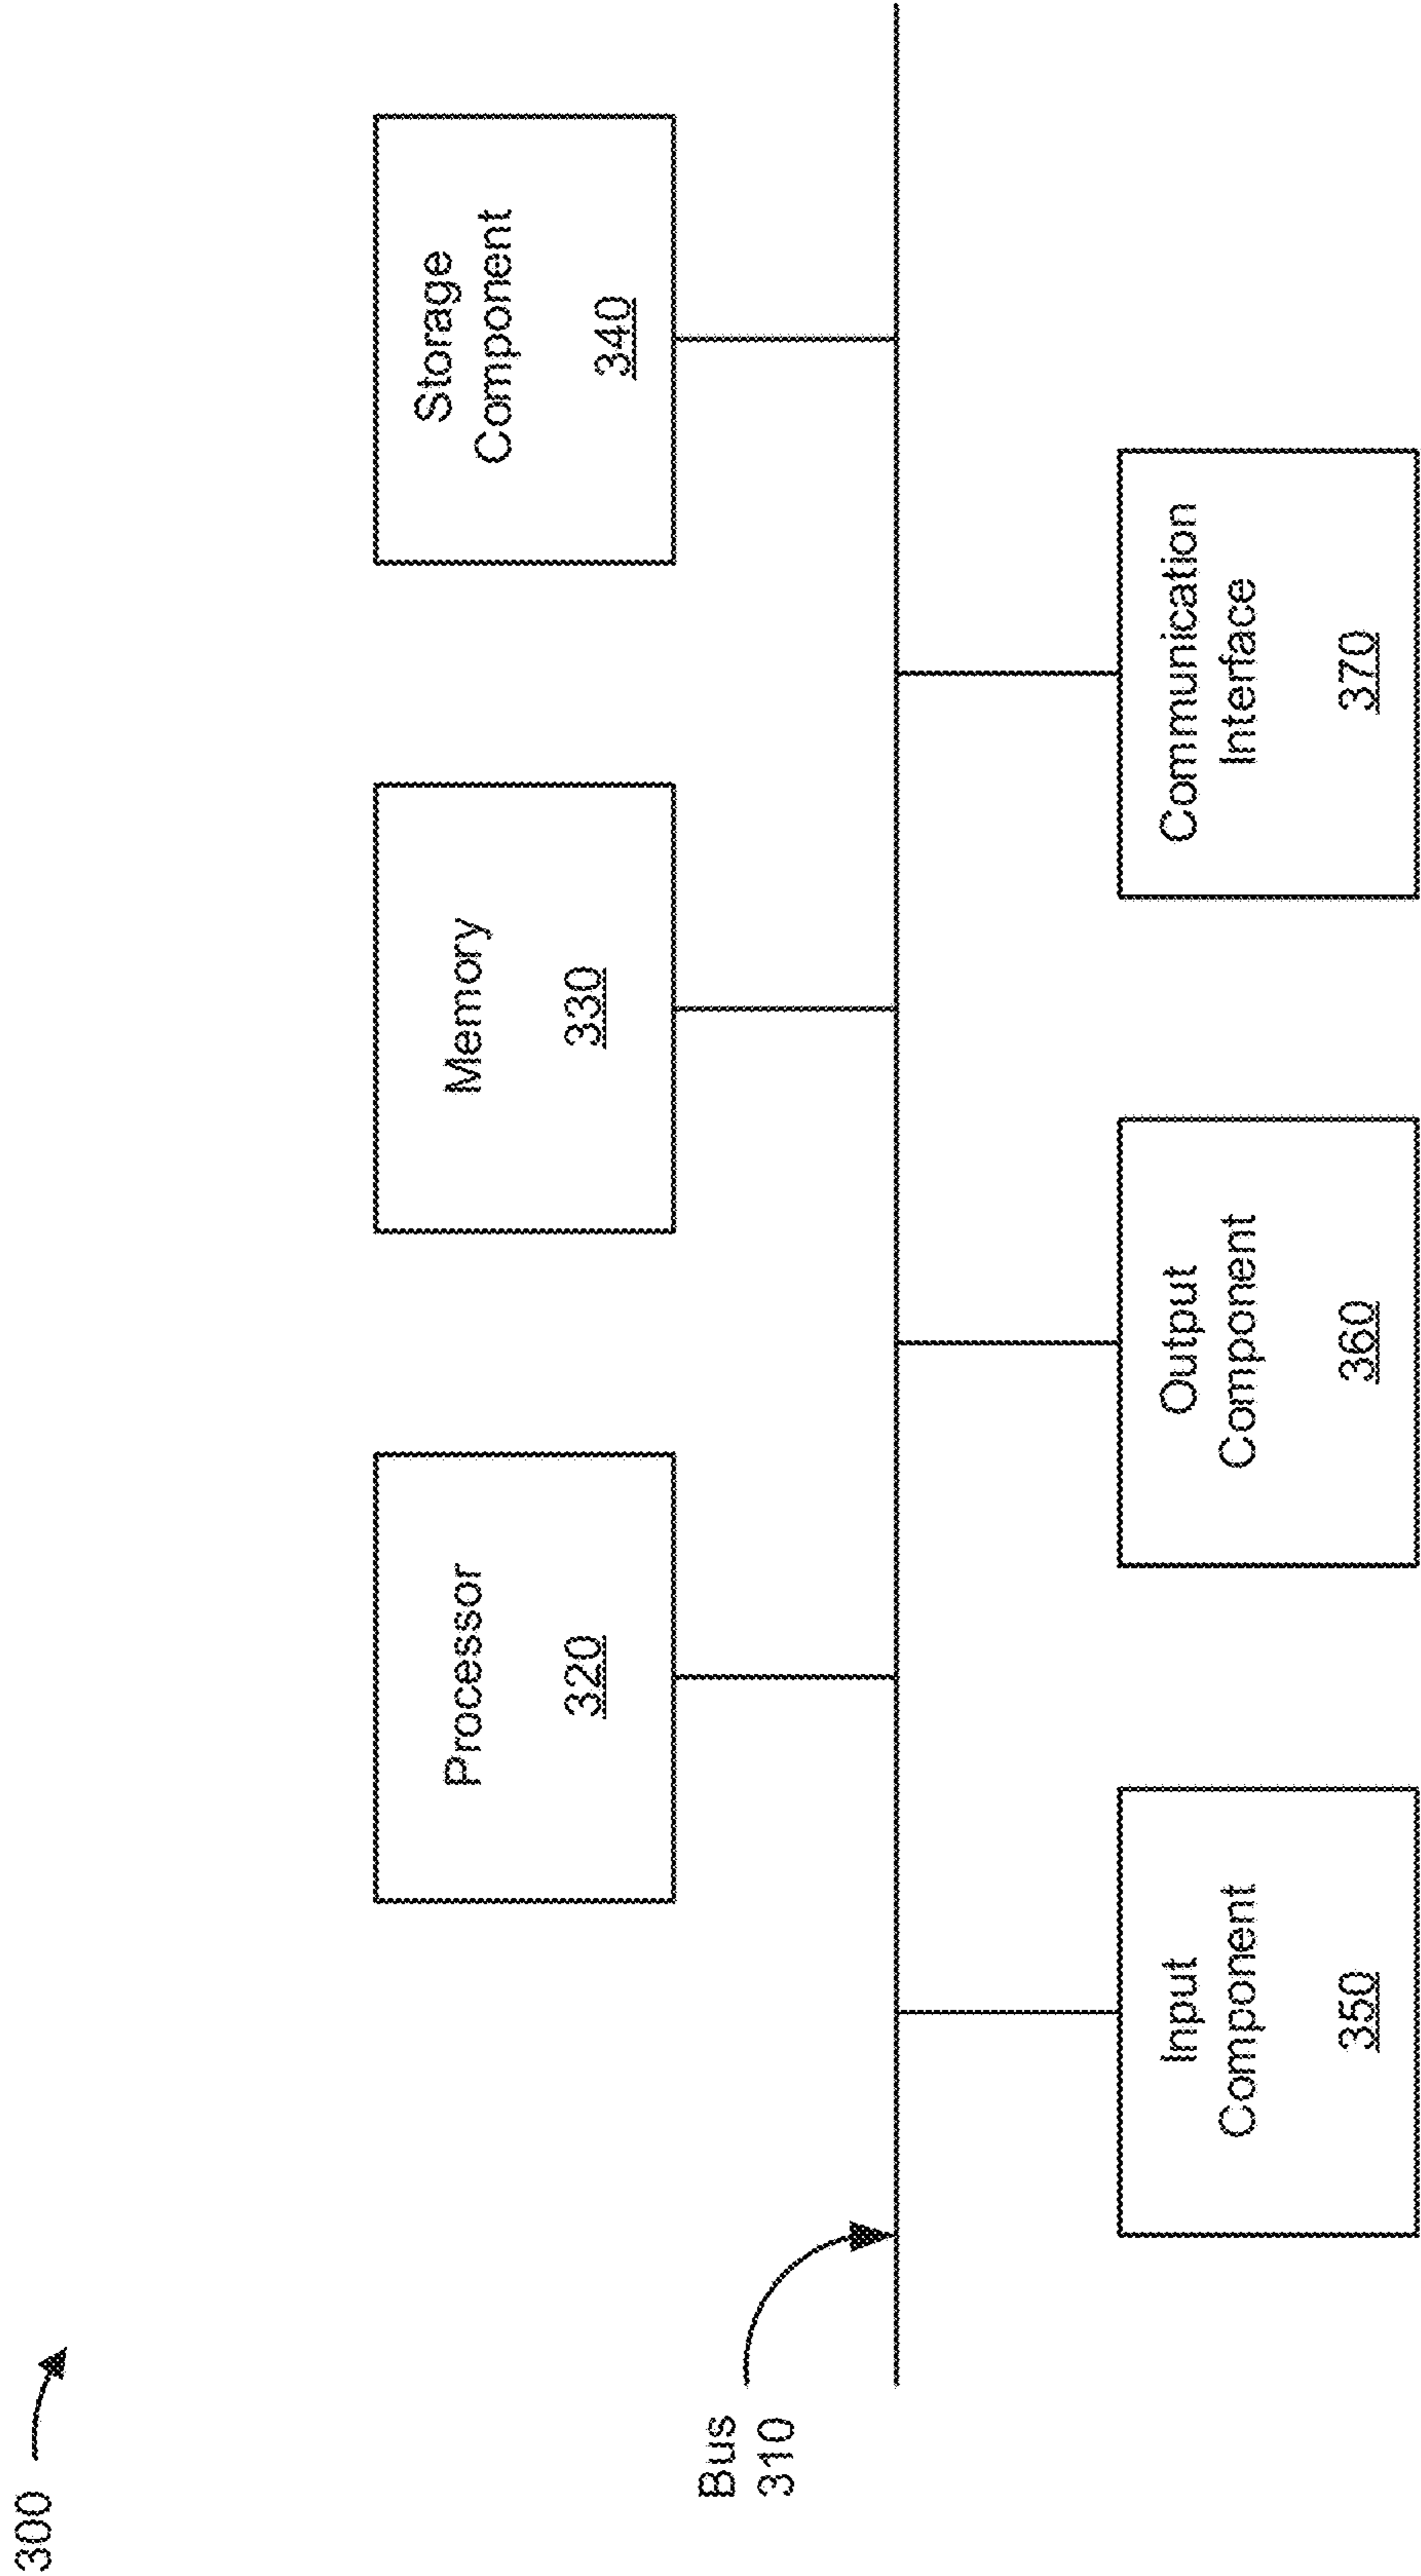 300
Processor
320
Memory
330
Storage
Component
340
Bus
310
Input
Component
350
Output
Component
360
Communication
Interface
370